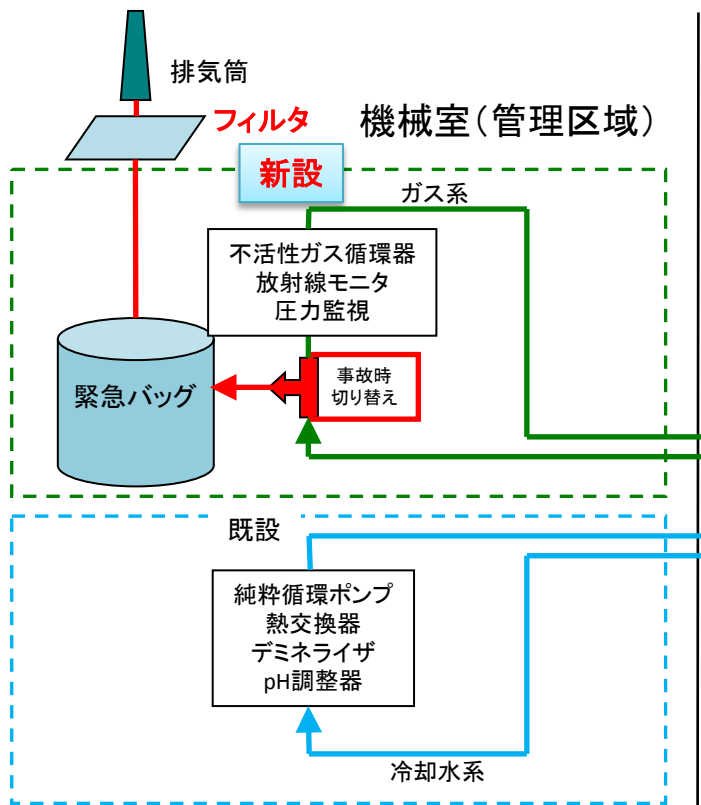 排気筒
フィルタ
機械室（管理区域）
新設
ガス系
不活性ガス循環器
放射線モニタ
圧力監視
緊急バッグ
事故時
切り替え
既設
純粋循環ポンプ
熱交換器
デミネライザ
pH調整器
冷却水系